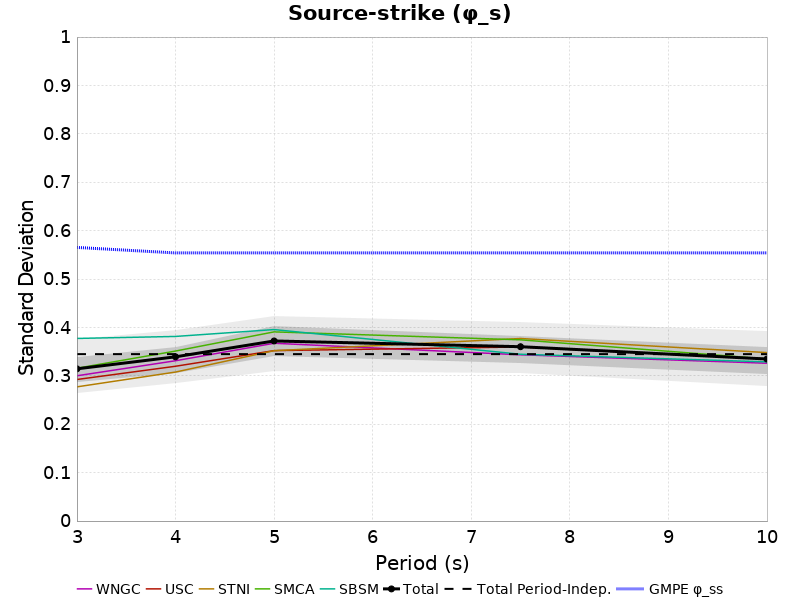 Source-strike (φ_s)
Standard Deviation
1
0.9
0.8
0.7
0.6
0.5
0.4
0.3
0.2
0.1
0
3 4 5 6 7 8 9 10
Period (s)
WNGC USC STNI SMCA SBSM Total Total Period-Indep. GMPE φ_ss